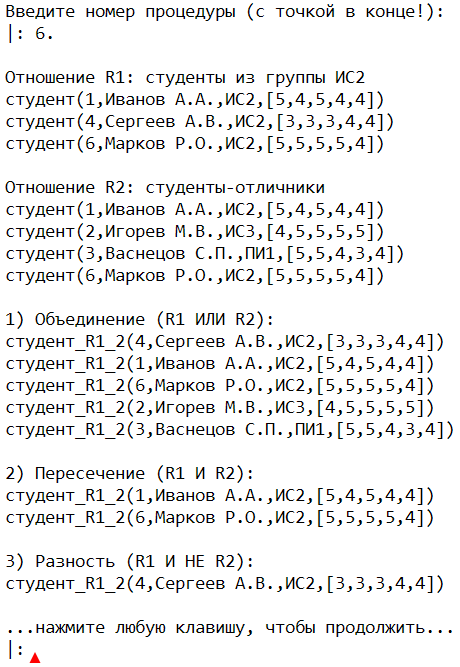 Введите номер процедуры (с точкой в конце!):
|: 6.
Отношение R1: студенты из группы ИС2
студент(1,Иванов А.А.,ИС2,[5,4,5,4,4])
студент(4,Сергеев А.В.,ИС2,[3,3,3,4,4])
студент(6,Марков Р.О.,ИС2,[5,5,5,5,4])
Отношение R2: студенты-отличники
студент(1,Иванов А.А.,ИС2,[5,4,5,4,4])
студент(2,Игорев М.В.,ИС3,[4,5,5,5,5])
студент(3,Васнецов С.П.,ПИ1,[5,5,4,3,4])
студент(6,Марков Р.О.,ИС2,[5,5,5,5,4])
1) Объединение (R1 ИЛИ R2):
студент_R1_2(4,Сергеев А.В.,ИС2,[3,3,3,4,4])
студент_R1_2(1,Иванов А.А.,ИС2,[5,4,5,4,4])
студент_R1_2(6,Марков Р.О.,ИС2,[5,5,5,5,4])
студент_R1_2(2,Игорев М.В.,ИС3,[4,5,5,5,5])
студент_R1_2(3,Васнецов С.П.,ПИ1,[5,5,4,3,4])
2) Пересечение (R1 И R2):
студент_R1_2(1,Иванов А.А.,ИС2,[5,4,5,4,4])
студент_R1_2(6,Марков Р.О.,ИС2,[5,5,5,5,4])
3) Разность (R1 И НЕ R2):
студент_R1_2(4,Сергеев А.В.,ИС2,[3,3,3,4,4])
...нажмите любую клавишу, чтобы продолжить...
|: